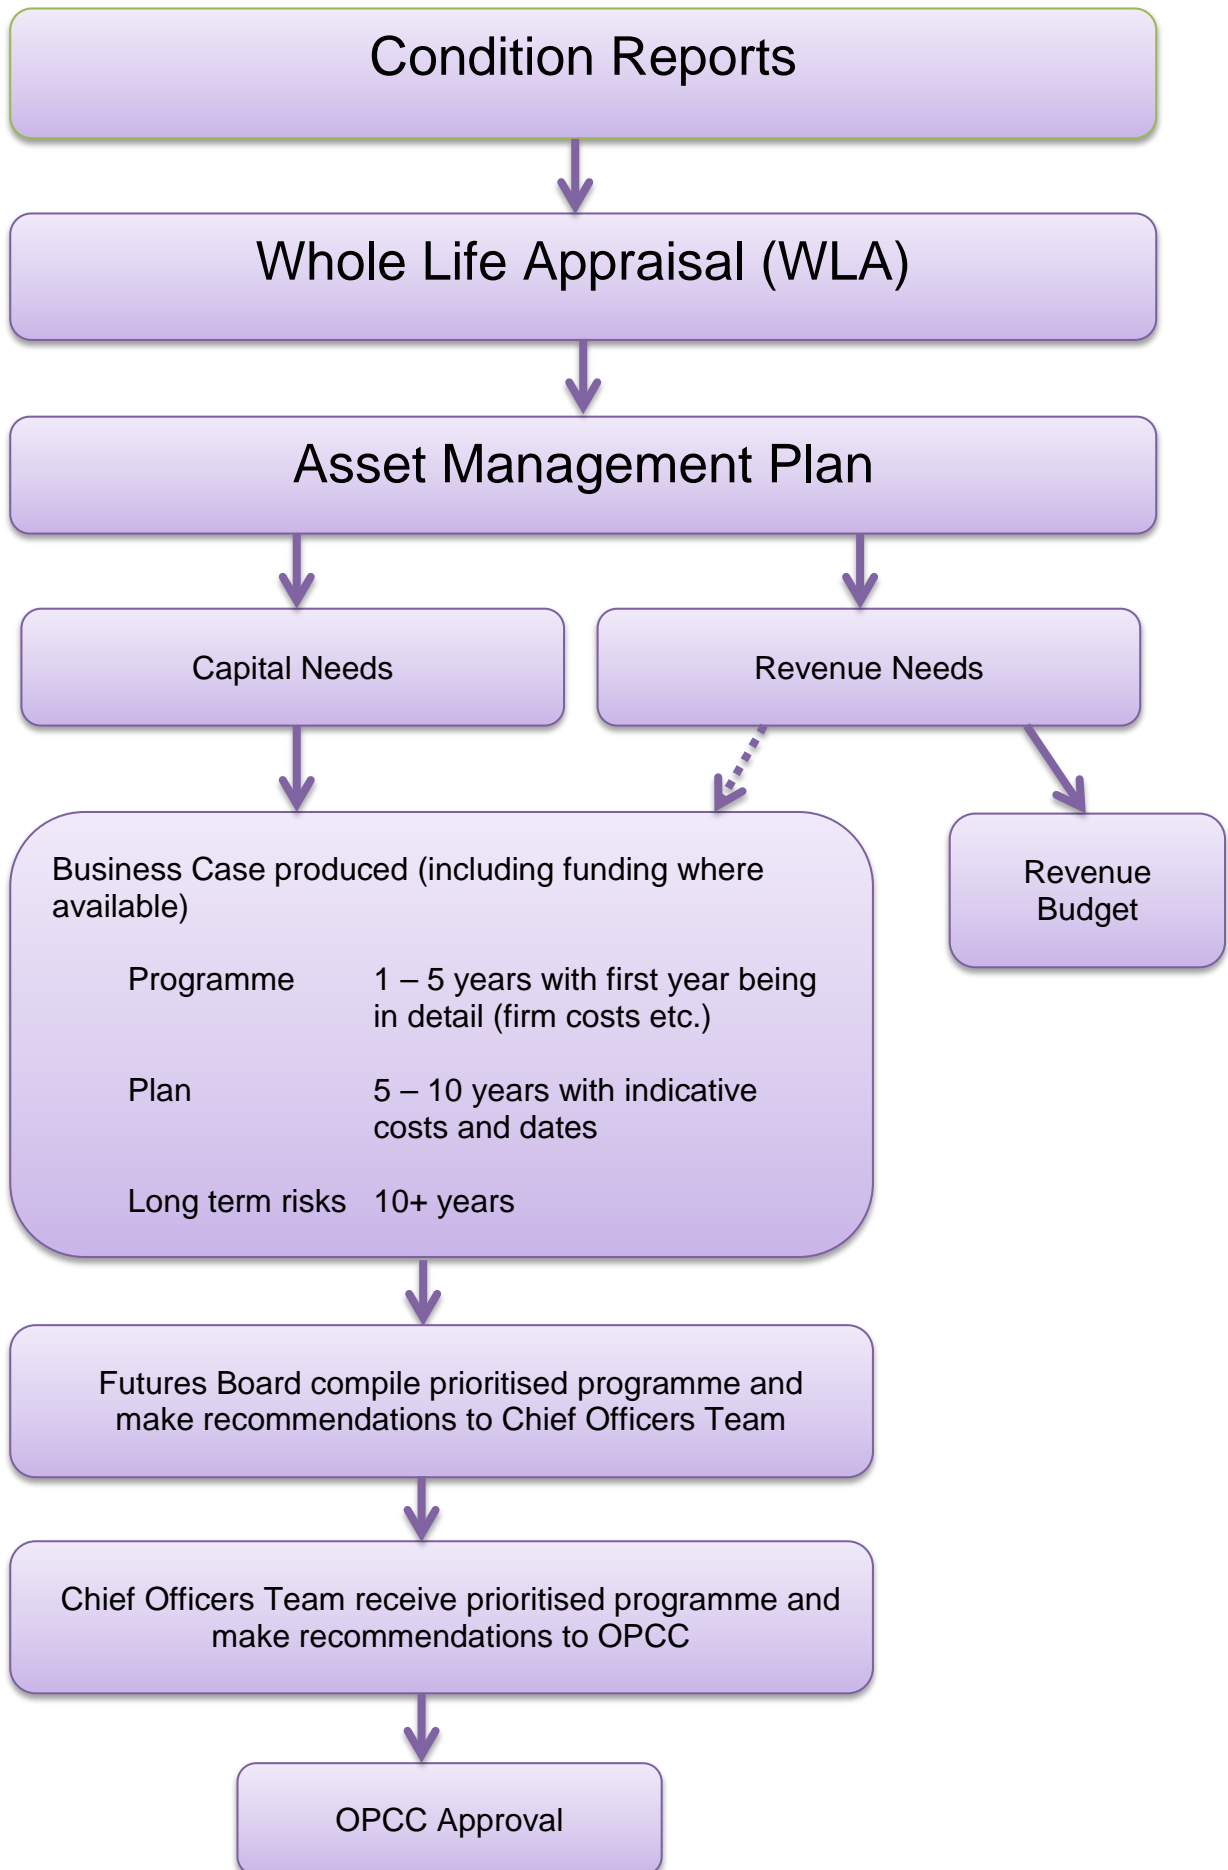 Condition Reports
Whole Life Appraisal (WLA)
Asset Management Plan
Capital Needs
Revenue Needs
Business Case produced (including funding where
available)
Programme 1 – 5 years with first year being
in detail (firm costs etc.)
Plan 5 – 10 years with indicative
costs and dates
Long term risks 10+ years
Revenue
Budget
Futures Board compile prioritised programme and
make recommendations to Chief Officers Team
Chief Officers Team receive prioritised programme and
make recommendations to OPCC
OPCC Approval